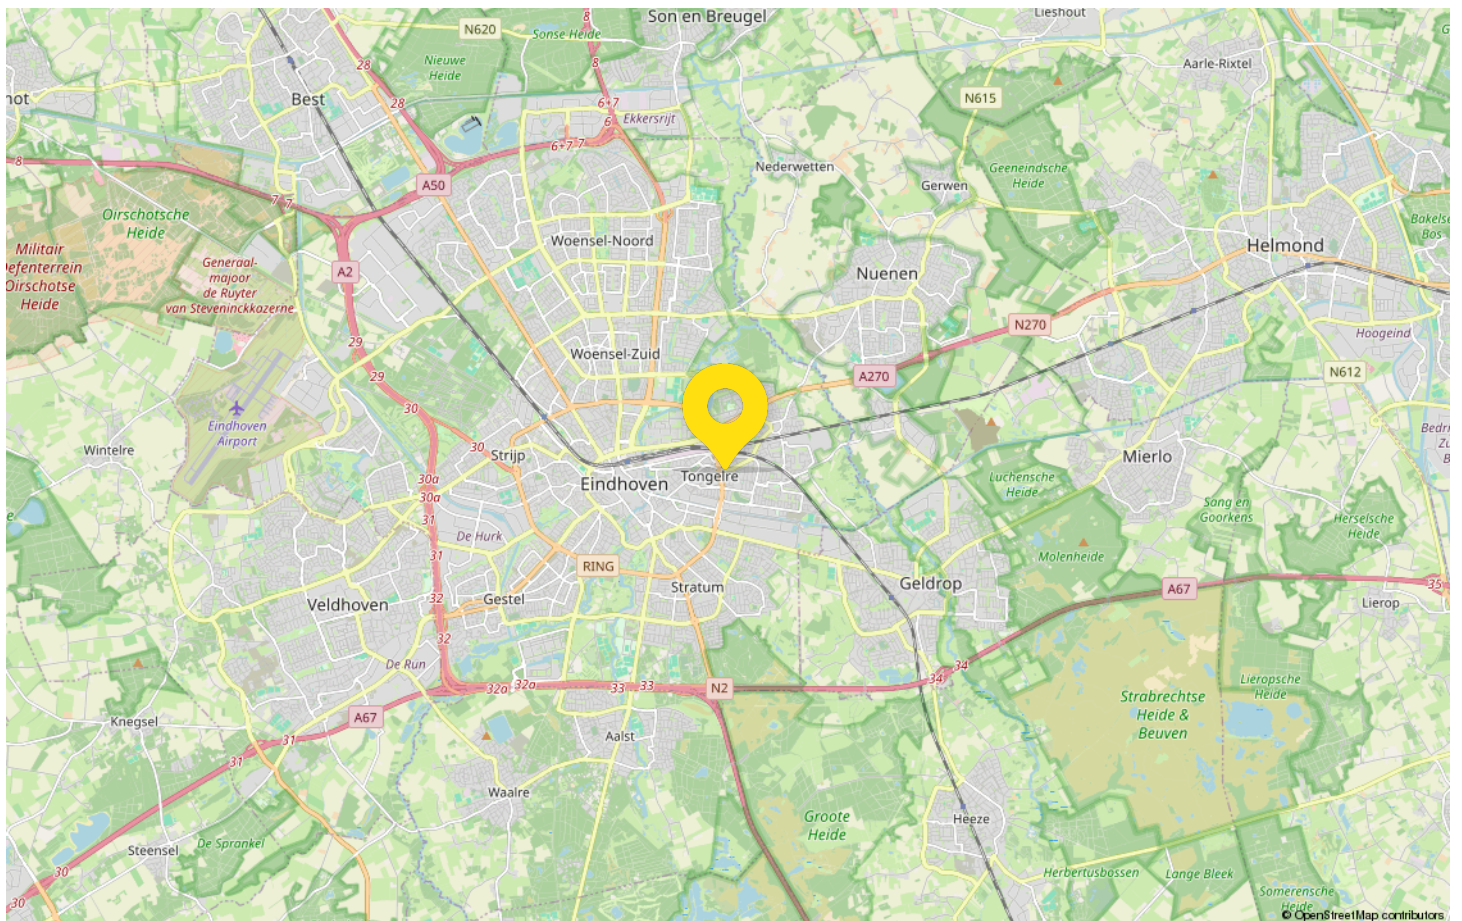 Son en Breugel
Lieshout
N620
Sonse Heide
8
8
28
Nieuwe
Heide
Aarle-Rixtel
28
Best
N615
6+7
6
Ekkersrijt
6+7
7
8
A50
Nederwetten
Gerwen
Geeneindsche
Heide
7
7
Oirschotsche
Heide
Bakelse
Bos
Woensel-Noord
Helmond
Militair
Oefenterrein
Oirschotse
Heide
Generaal-
majoor
de Ruyter
van Steveninckkazerne
A2
Nuenen
N270
Hoogeind
29
Woensel-Zuid
29
A270
N612
30
Eindhoven
Airport
30
Wintelre
Strijp
Mierlo
30a
30a
Tongelre
Eindhoven
Luchensche
Heide
Sang en
Goorkens
31
Herselsche
Heide
De Hurk
31
Molenheide
RING
Geldrop
A67
35
32
Gestel
Stratum
Veldhoven
Lierop
32
De Run
34
34
32a
32a
33
33
N2
Lieropsche
Heide
Strabrechtse
Heide &
Beuven
Knegsel
A67
31
Aalst
31
Waalre
Groote
Heide
Heeze
De Sprankel
Steensel
30
Herbertusbossen
Lange Bleek
30
Somerensche
Heide
© OpenStreetMap contributors